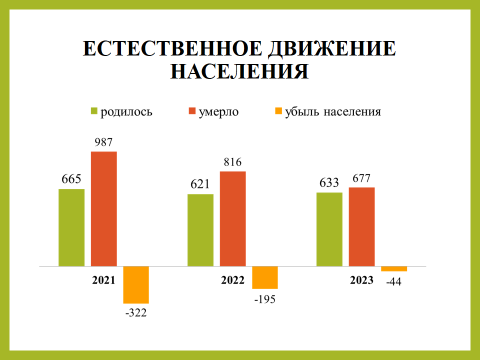 ЕСТЕСТВЕННОЕ ДВИЖЕНИЕ
НАСЕЛЕНИЯ
родилось умерло убыль населения
665 987 -322
621 816 -195
633 677 -44
2021 2022 2023